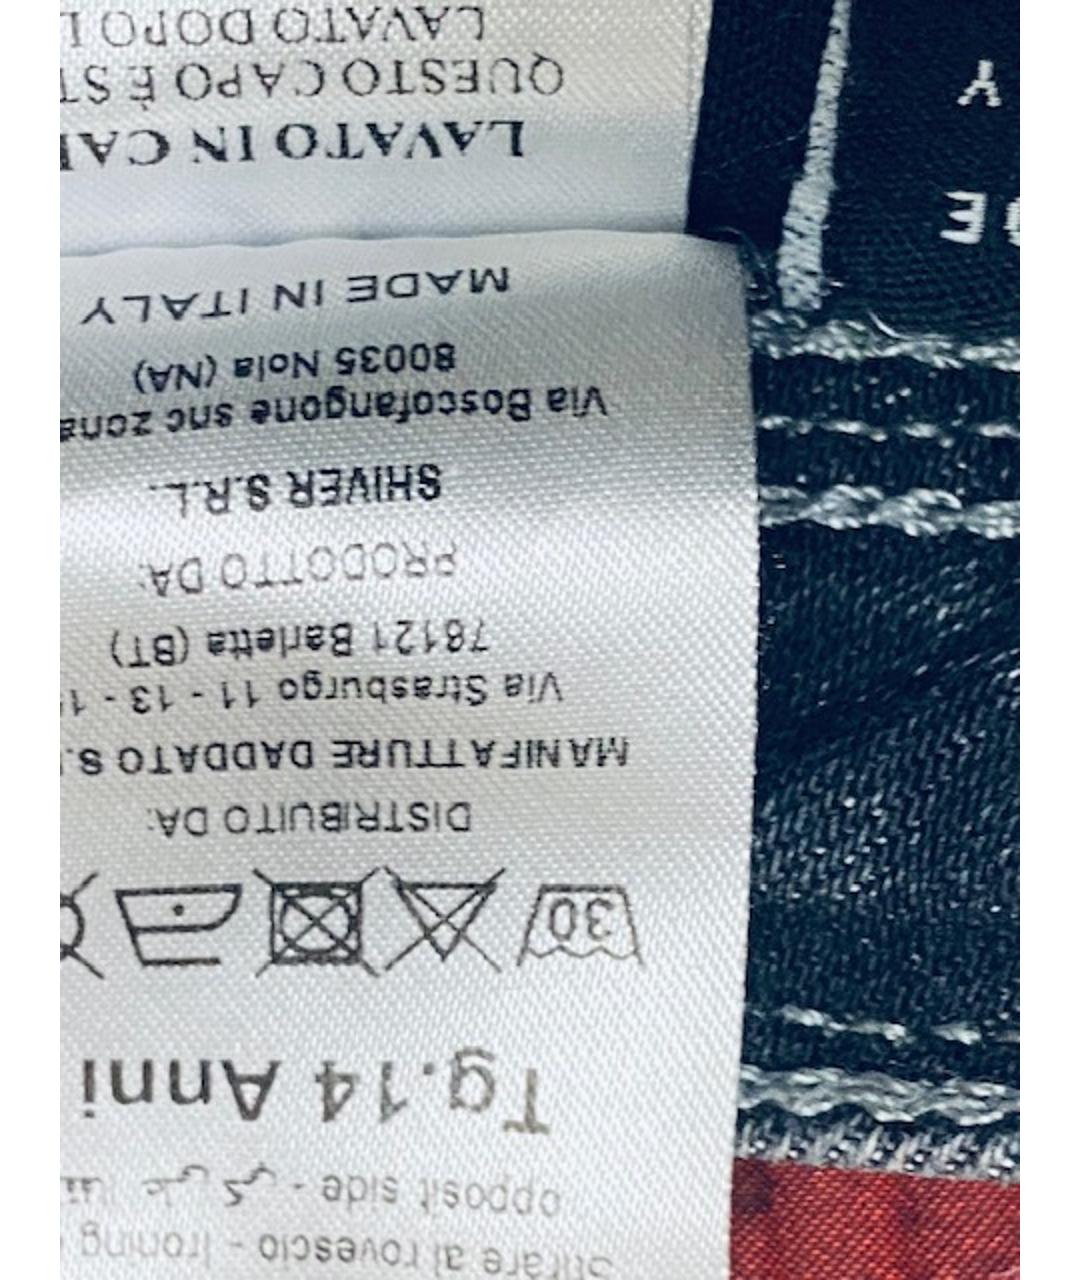 Stirare al rovescio - Ironing
opposit side -
Tg.14 Anni
30
DISTRIBUITO DA:
MANIFATTURE DADDATO S.
Via Strasburgo 11 - 13 - 1
78121 Barletta (BT)
PRODOTTO DA:
SHIVER S.R.L.
Via Boscofangone snc zona
80035 Nola (NA)
MADE IN ITALY
LAVATO IN CA
QUESTO CAPO È ST
LAVATO DOPO L
E
Y